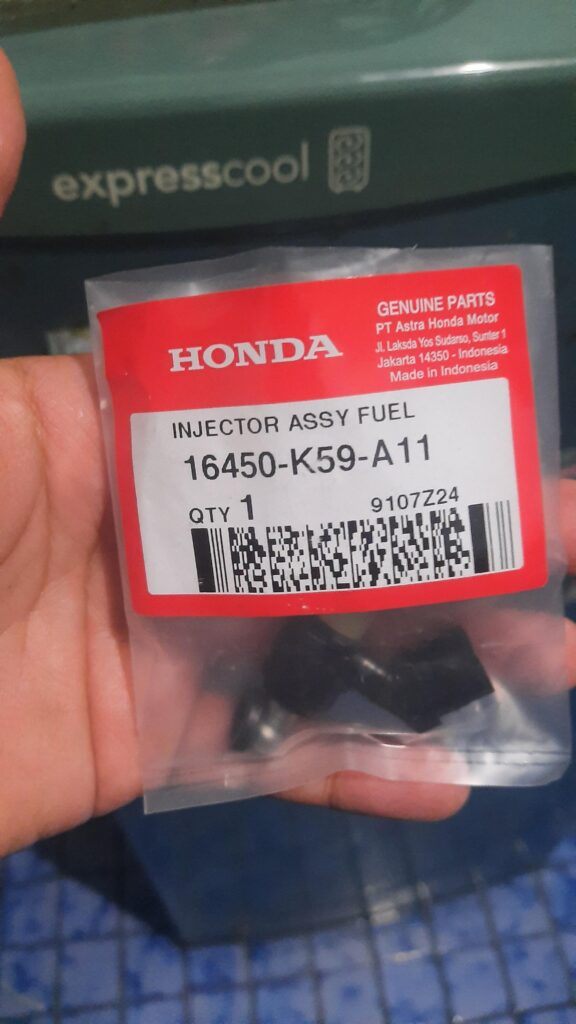 expresscool
HONDA
GENUINE PARTS
PT Astra Honda Motor
Jl. Laksda Yos Sudarso, Sunter 1
Jakarta 14350 - Indonesia
Made in Indonesia
INJECTOR ASSY FUEL
16450-K59-A11
QTY 1
9107Z24